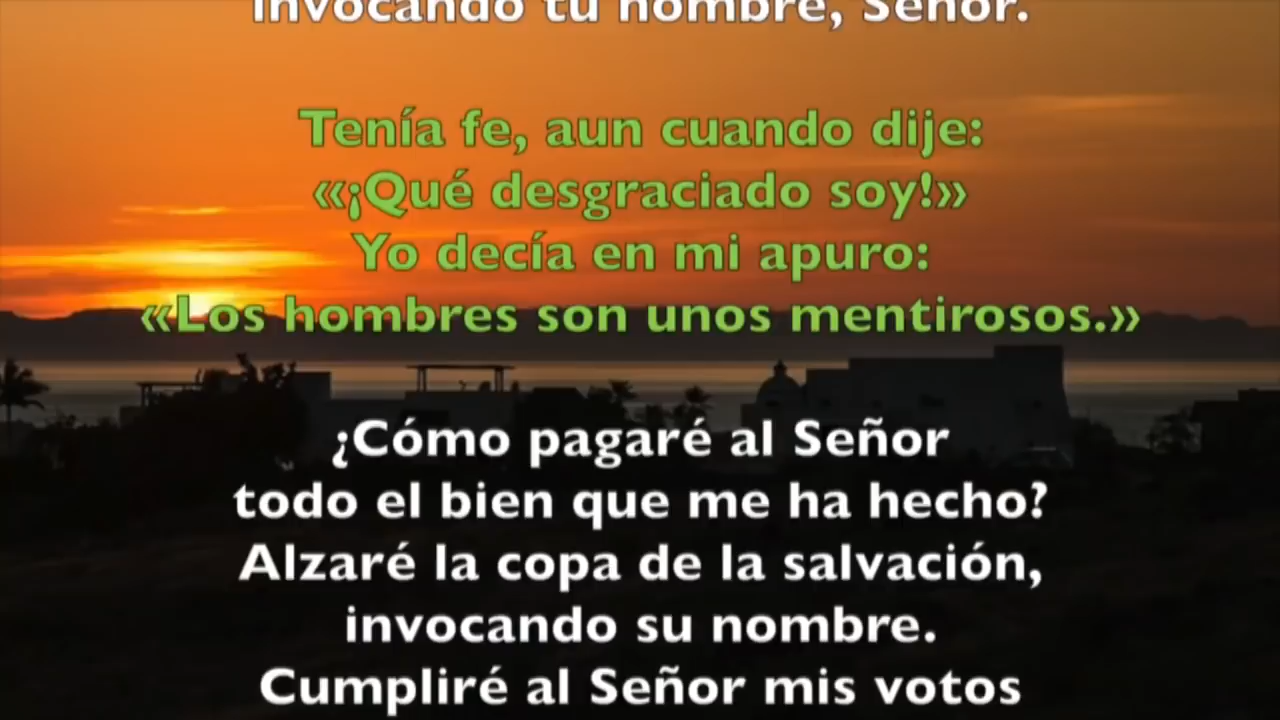 invocando tu nombre, Señor.
Tenía fe, aun cuando dije:
«¡Qué desgraciado soy!»
Yo decía en mi apuro:
«Los hombres son unos mentirosos.»
¿Cómo pagaré al Señor
todo el bien que me ha hecho?
Alzaré la copa de la salvación,
invocando su nombre.
Cumpliré al Señor mis votos